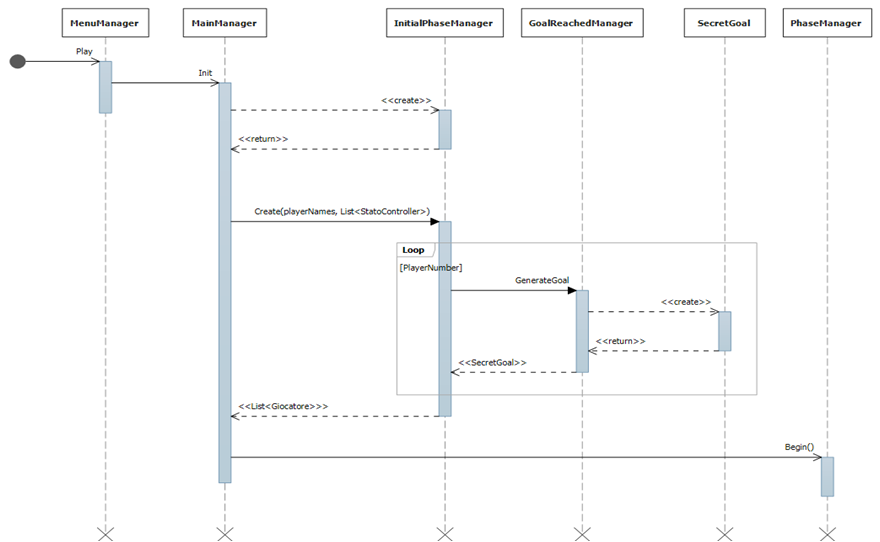 MenuManager
MainManager
InitialPhaseManager
GoalReachedManager
SecretGoal
PhaseManager
Play
Init
<<create>>
<<return>>
Create(playerNames, List<StatoController>)
Loop
[PlayerNumber]
GenerateGoal
<<create>>
<<return>>
<<SecretGoal>>
<<List<Giocatore>>>
Begin()